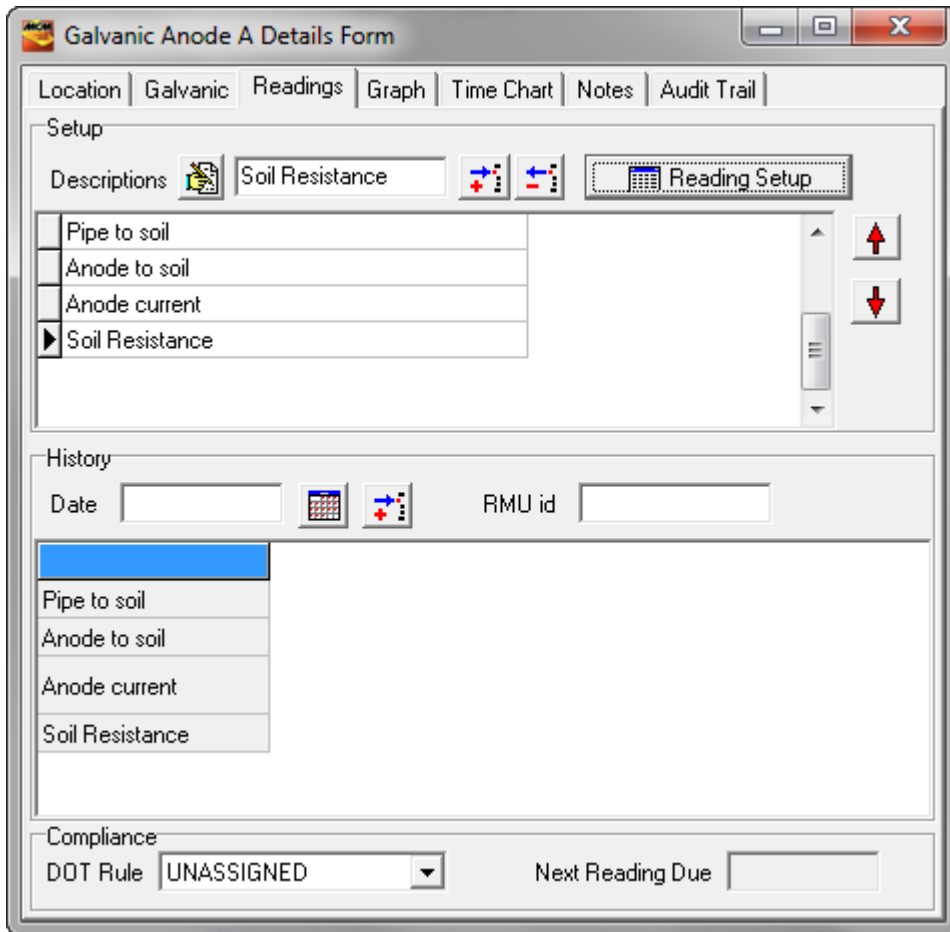 MCM
Galvanic Anode A Details Form
Location Galvanic Readings Graph Time Chart Notes Audit Trail
Setup
Descriptions Soil Resistance Reading Setup
Pipe to soil
Anode to soil
Anode current
Soil Resistance
History
Date RMU id
Pipe to soil
Anode to soil
Anode current
Soil Resistance
Compliance
DOT Rule UNASSIGNED Next Reading Due